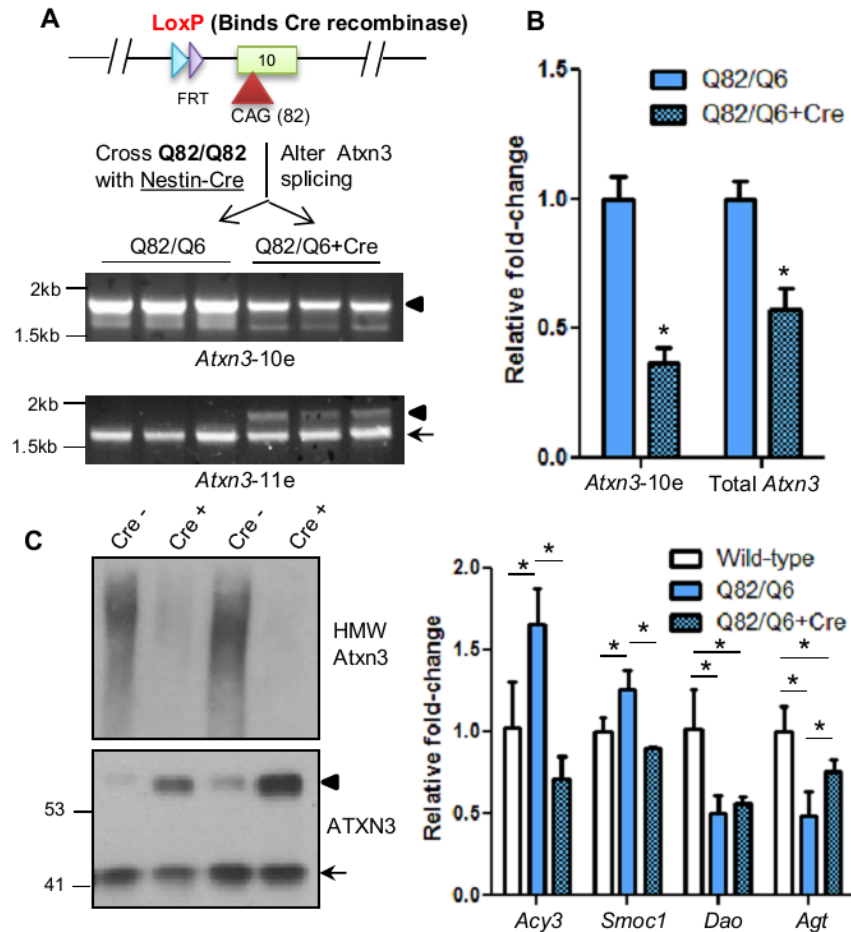 A
LoxP (Binds Cre recombinase)
10
FRT
CAG (82)
Cross Q82/Q82
with Nestin-Cre
Alter Atxn3
splicing
Q82/Q6
Q82/Q6+Cre
2kb
1.5kb
Atxn3-10e
2kb
1.5kb
Atxn3-11e
B
Relative fold-change
1.5
1.0
0.5
0.0
Q82/Q6
Q82/Q6+Cre
*
*
Atxn3-10e
Total Atxn3
C
Cre -
Cre +
Cre -
Cre +
HMW
Atxn3
53
41
ATXN3
Relative fold-change
2.0
1.5
1.0
0.5
0.0
Wild-type
Q82/Q6
Q82/Q6+Cre
* *
* *
* *
* * *
Acy3
Smoc1
Dao
Agt